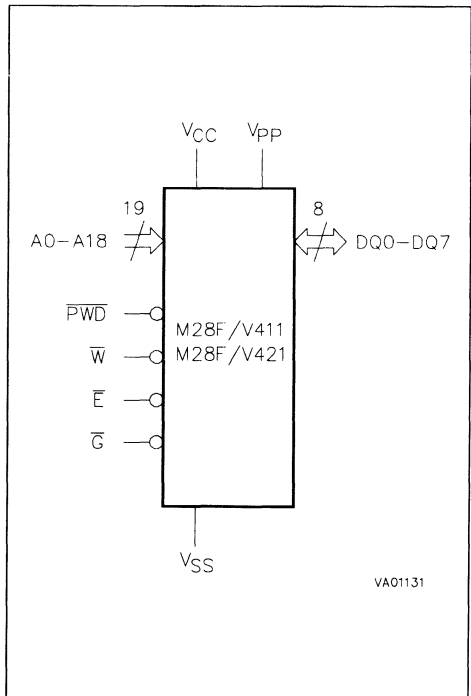 VCC VPP
19 8
A0-A18 DQ0-DQ7
PWD
M28F/V411
W
M28F/V421
E
G
VSS
VA01131